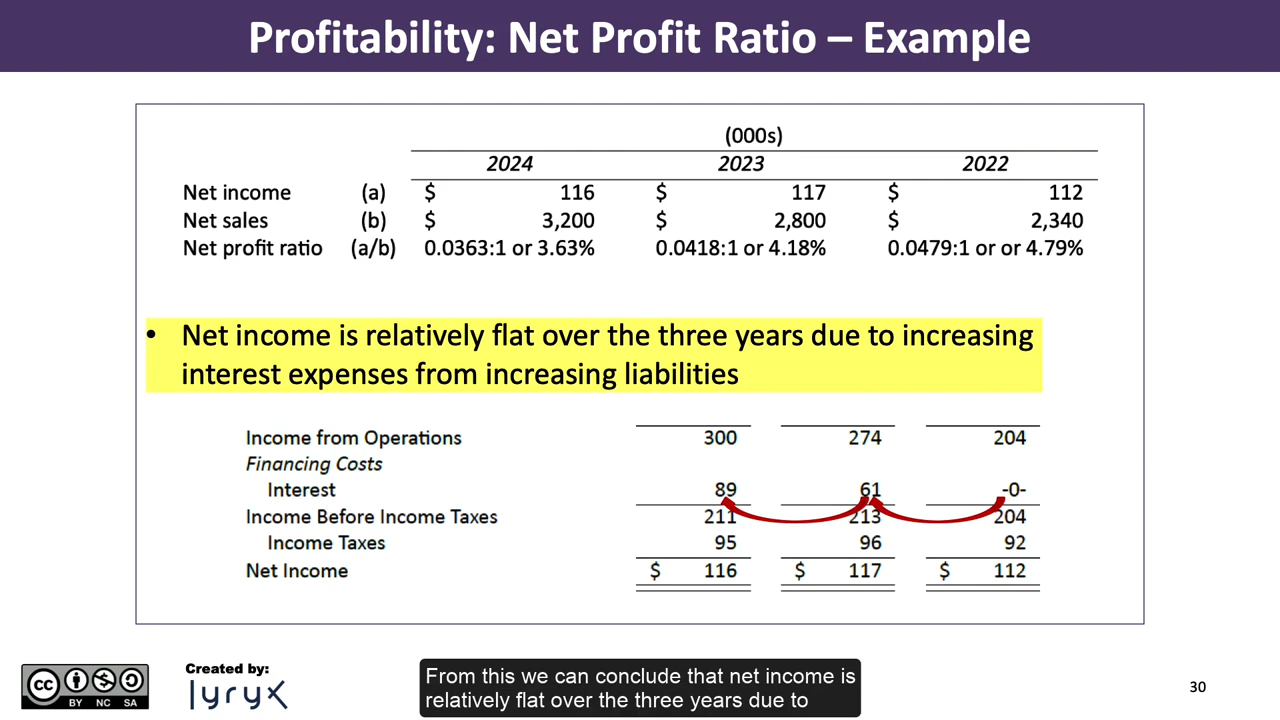 Profitability: Net Profit Ratio – Example
(000s)
2024 2023 2022
Net income (a) $ 116 $ 117 $ 112
Net sales (b) $ 3,200 $ 2,800 $ 2,340
Net profit ratio (a/b) 0.0363:1 or 3.63% 0.0418:1 or 4.18% 0.0479:1 or or 4.79%
• Net income is relatively flat over the three years due to increasing
interest expenses from increasing liabilities
Income from Operations 300 274 204
Financing Costs
Interest 89 61 -0-
Income Before Income Taxes 211 213 204
Income Taxes 95 96 92
Net Income $ 116 $ 117 $ 112
cc BY NC SA
Created by:
lyryx
From this we can conclude that net income is
relatively flat over the three years due to
30